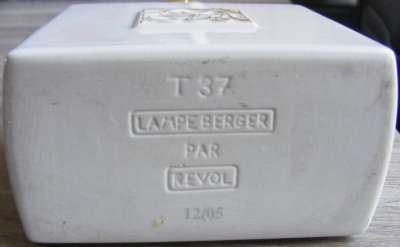 T 37
LAMPE BERGER
PAR
REVOL
12/05